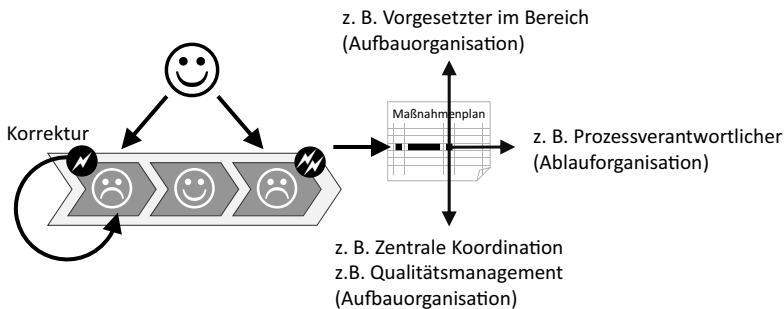 z. B. Vorgesetzter im Bereich
(Aufbauorganisation)
Maßnahmenplan
Korrektur
z. B. Prozessverantwortlicher
(Ablauforganisation)
z. B. Zentrale Koordination
z.B. Qualitätsmanagement
(Aufbauorganisation)